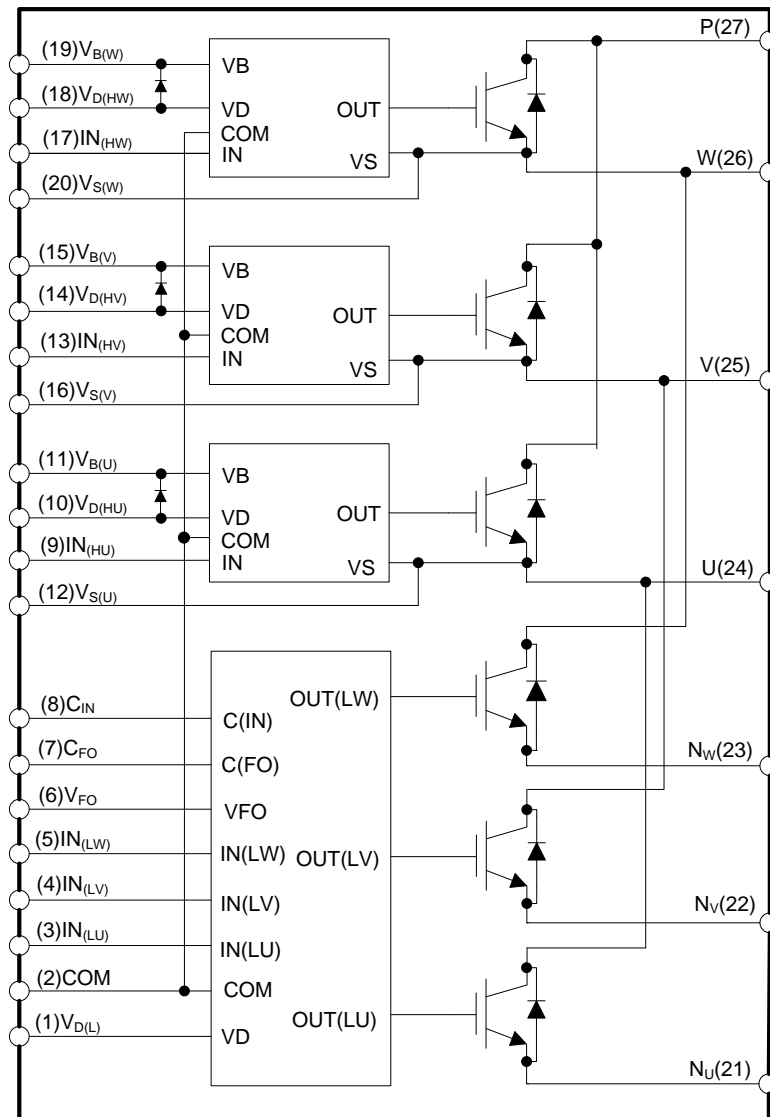 (19)VB(W)
(18)VD(HW)
(17)IN(HW)
(20)VS(W)
VB
VD
COM
IN
OUT
VS
P(27)
W(26)
(15)VB(V)
(14)VD(HV)
(13)IN(HV)
(16)VS(V)
VB
VD
COM
IN
OUT
VS
V(25)
(11)VB(U)
(10)VD(HU)
(9)IN(HU)
(12)VS(U)
VB
VD
COM
IN
OUT
VS
U(24)
(8)CIN
(7)CFO
(6)VFO
(5)IN(LW)
(4)IN(LV)
(3)IN(LU)
(2)COM
(1)VD(L)
C(IN)
C(FO)
VFO
IN(LW)
IN(LV)
IN(LU)
COM
VD
OUT(LW)
OUT(LV)
OUT(LU)
NW(23)
NV(22)
NU(21)